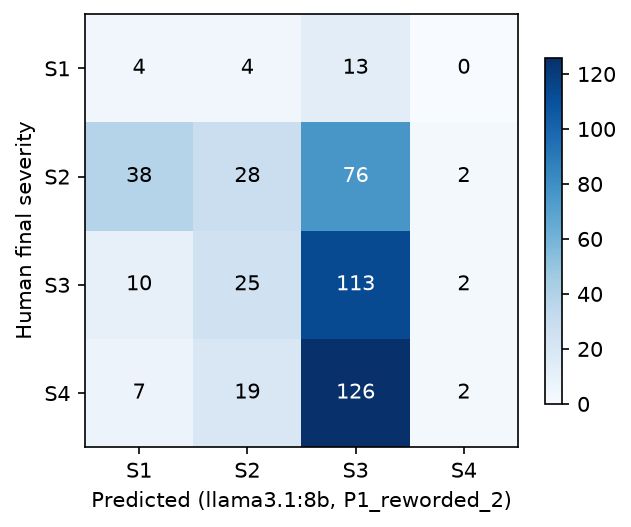 S1 4 4 13 0
S2 38 28 76 2
S3 10 25 113 2
S4 7 19 126 2
S1 S2 S3 S4
Predicted (llama3.1:8b, P1_reworded_2)
Human final severity
120
100
80
60
40
20
0